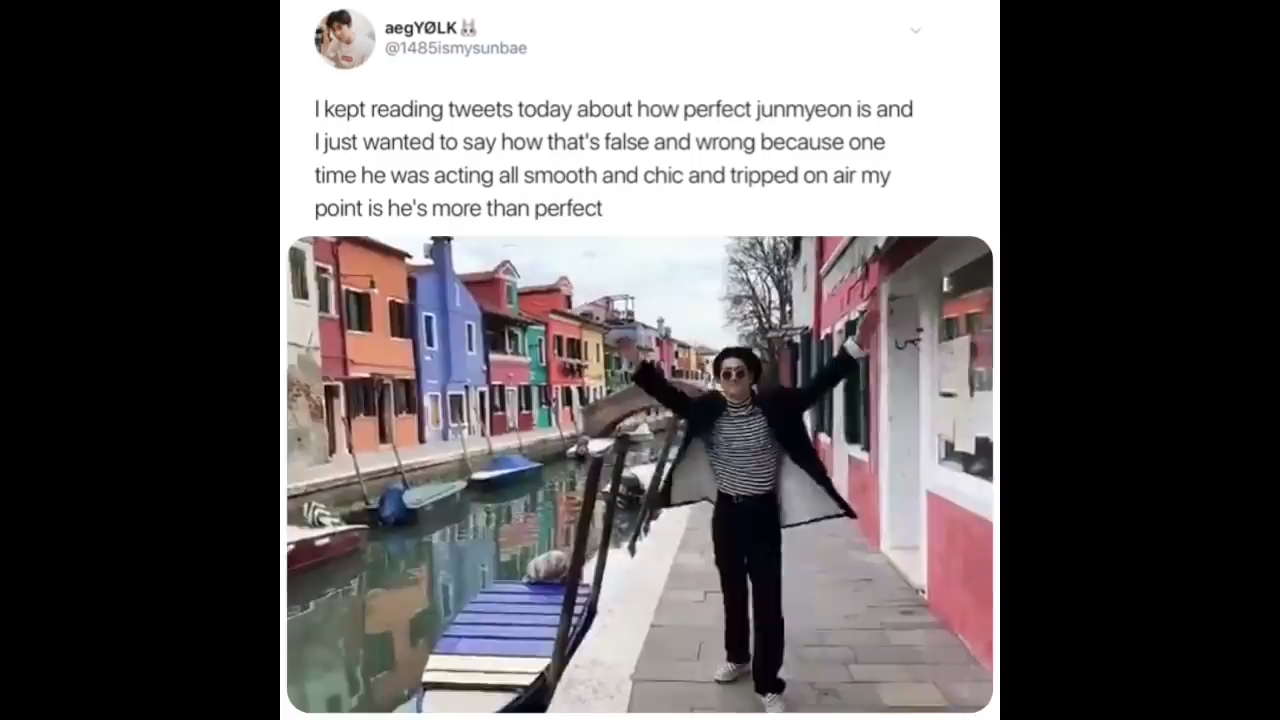 aegYØLK🐰
@1485ismysunbae
I kept reading tweets today about how perfect junmyeon is and
I just wanted to say how that's false and wrong because one
time he was acting all smooth and chic and tripped on air my
point is he's more than perfect